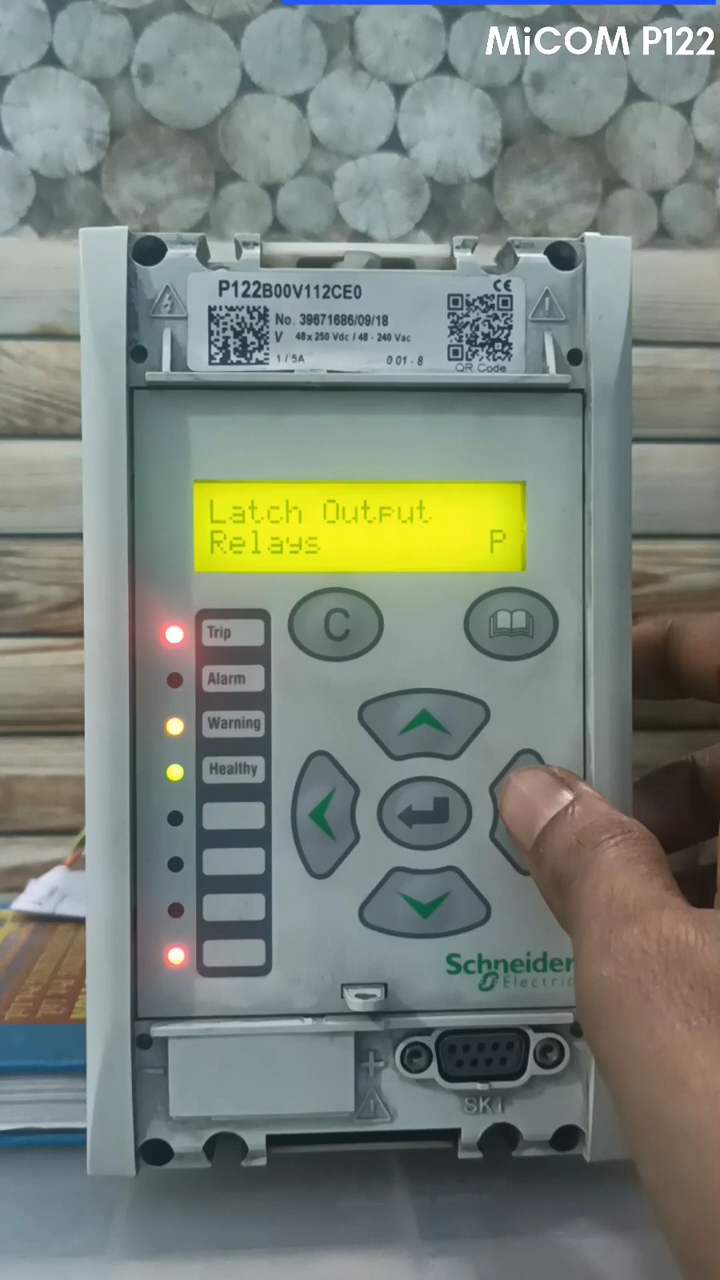 MiCOM P122
P122B00V112CE0
CE
No. 39671686/09/18
V 48 x 250 Vdc / 48 - 240 Vac
1 / 5A 0 01 - 8
QR Code
Latch Output
Relays P
C
Trip
Alarm
Warning
Healthy
Schneider
Electric
SK1